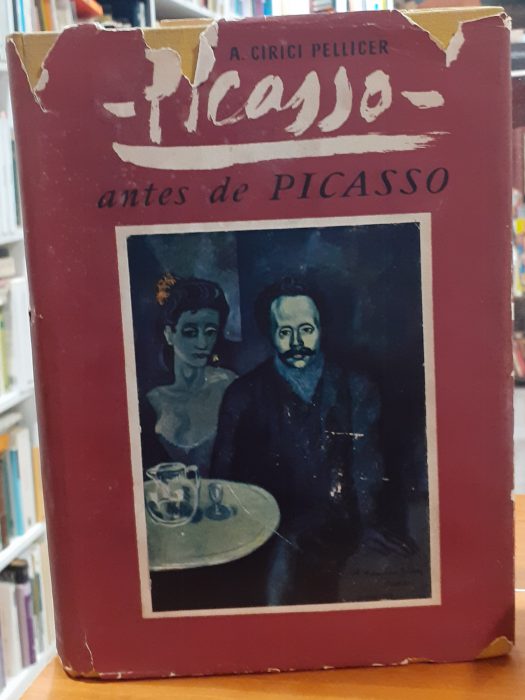 A. CIRICI PELLICER
-Picasso-
antes de PICASSO